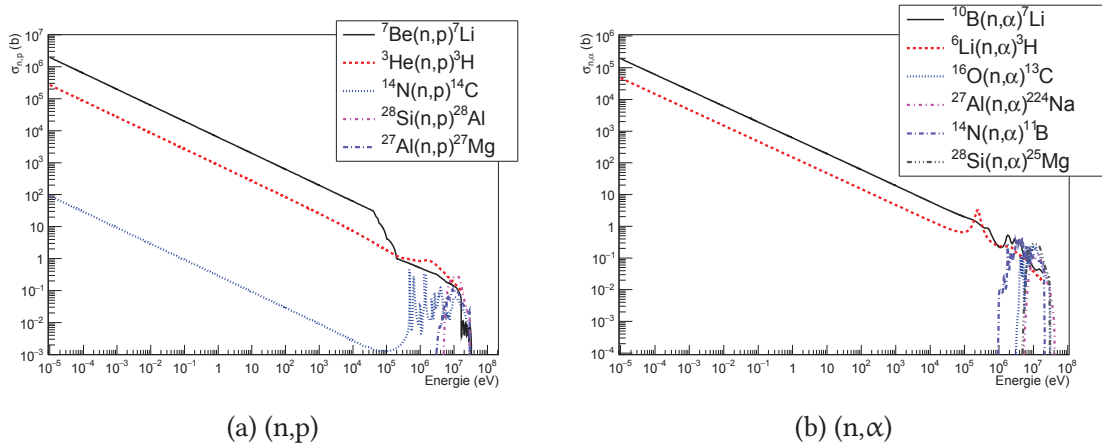 σn,p (b)
10⁷
10⁶
10⁵
10⁴
10³
10²
10
1
10⁻¹
10⁻²
10⁻³
⁷Be(n,p)⁷Li
³He(n,p)³H
¹⁴N(n,p)¹⁴C
²⁸Si(n,p)²⁸Al
²⁷Al(n,p)²⁷Mg
10⁻⁵ 10⁻⁴ 10⁻³ 10⁻² 10⁻¹ 1 10 10² 10³ 10⁴ 10⁵ 10⁶ 10⁷ 10⁸
Energie (eV)
(a) (n,p)
σn,α (b)
10⁶
10⁵
10⁴
10³
10²
10
1
10⁻¹
10⁻²
10⁻³
10⁻⁴
¹⁰B(n,α)⁷Li
⁶Li(n,α)³H
¹⁶O(n,α)¹³C
²⁷Al(n,α)²²⁴Na
¹⁴N(n,α)¹¹B
²⁸Si(n,α)²⁵Mg
10⁻⁵ 10⁻⁴ 10⁻³ 10⁻² 10⁻¹ 1 10 10² 10³ 10⁴ 10⁵ 10⁶ 10⁷ 10⁸
Energie (eV)
(b) (n,α)